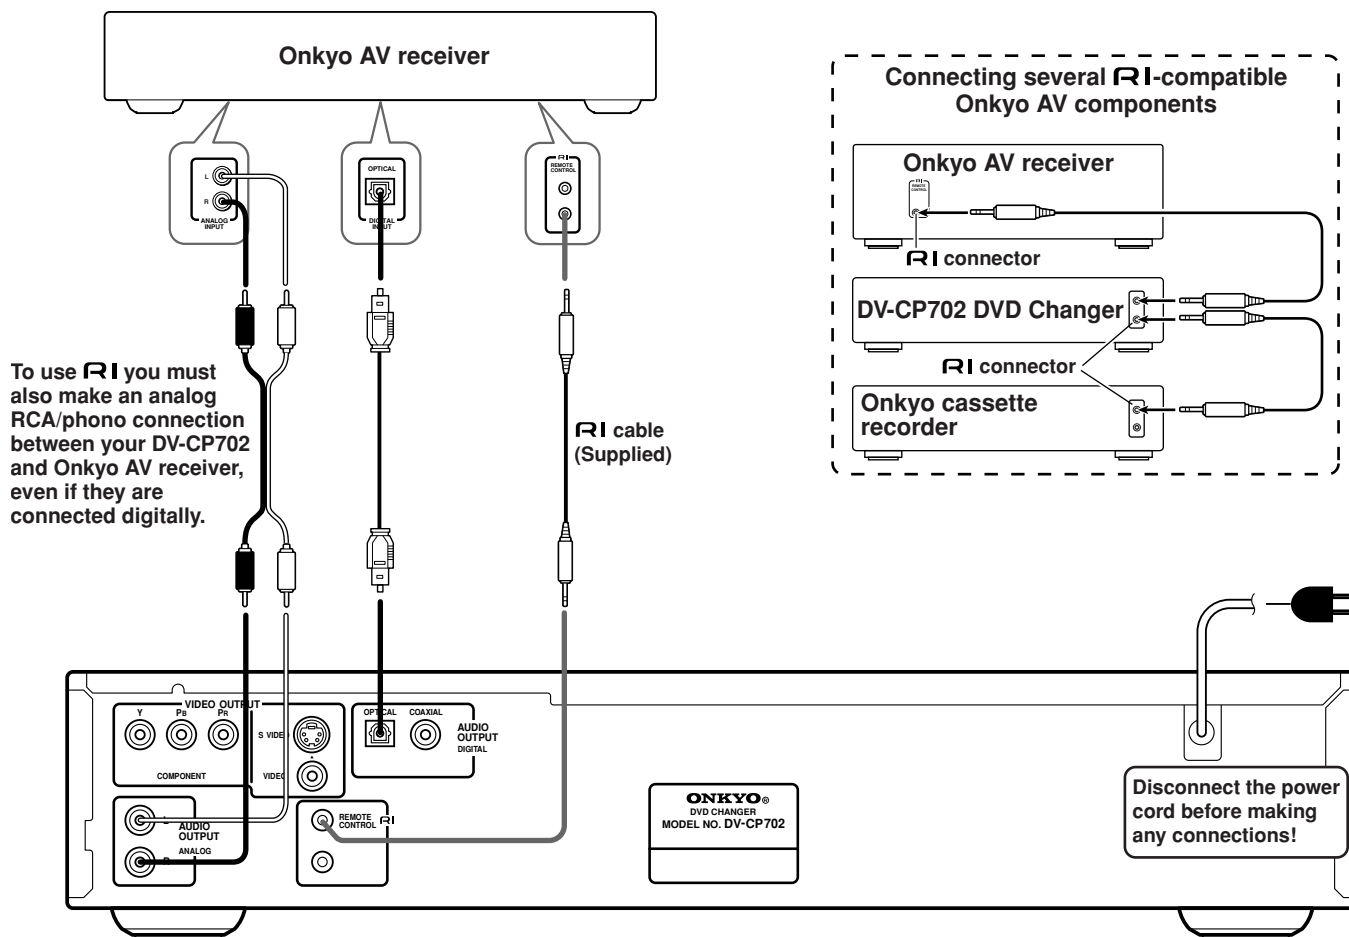 Onkyo AV receiver
L
R
ANALOG
INPUT
OPTICAL
DIGITAL
INPUT
RI
REMOTE
CONTROL
To use RI you must
also make an analog
RCA/phono connection
between your DV-CP702
and Onkyo AV receiver,
even if they are
connected digitally.
RI cable
(Supplied)
Connecting several RI-compatible
Onkyo AV components
Onkyo AV receiver
RI
REMOTE
CONTROL
RI connector
DV-CP702 DVD Changer
RI connector
Onkyo cassette
recorder
VIDEO OUTPUT
Y
PB
PR
COMPONENT
S VIDEO
VIDEO
OPTICAL
COAXIAL
AUDIO
OUTPUT
DIGITAL
L
R
AUDIO
OUTPUT
ANALOG
REMOTE
CONTROL RI
ONKYO®
DVD CHANGER
MODEL NO. DV-CP702
Disconnect the power
cord before making
any connections!